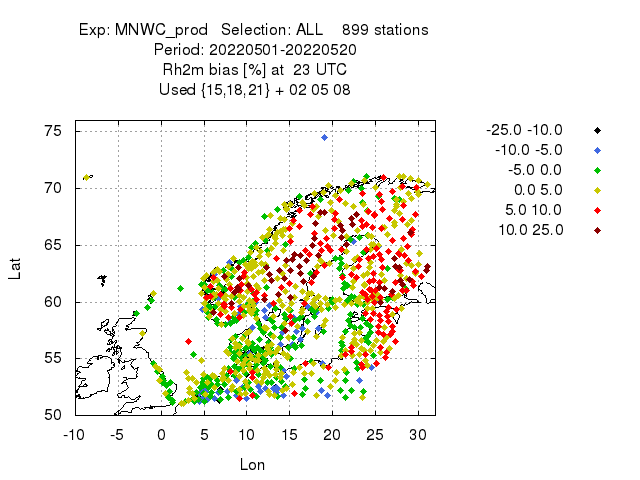 Exp: MNWC_prod   Selection: ALL    899 stations
Period: 20220501-20220520
Rh2m bias [%] at  23 UTC
Used {15,18,21} + 02 05 08
-25.0 -10.0
-10.0 -5.0
-5.0 0.0
0.0 5.0
5.0 10.0
10.0 25.0
75
70
65
60
55
50
Lat
-10 -5 0 5 10 15 20 25 30
Lon